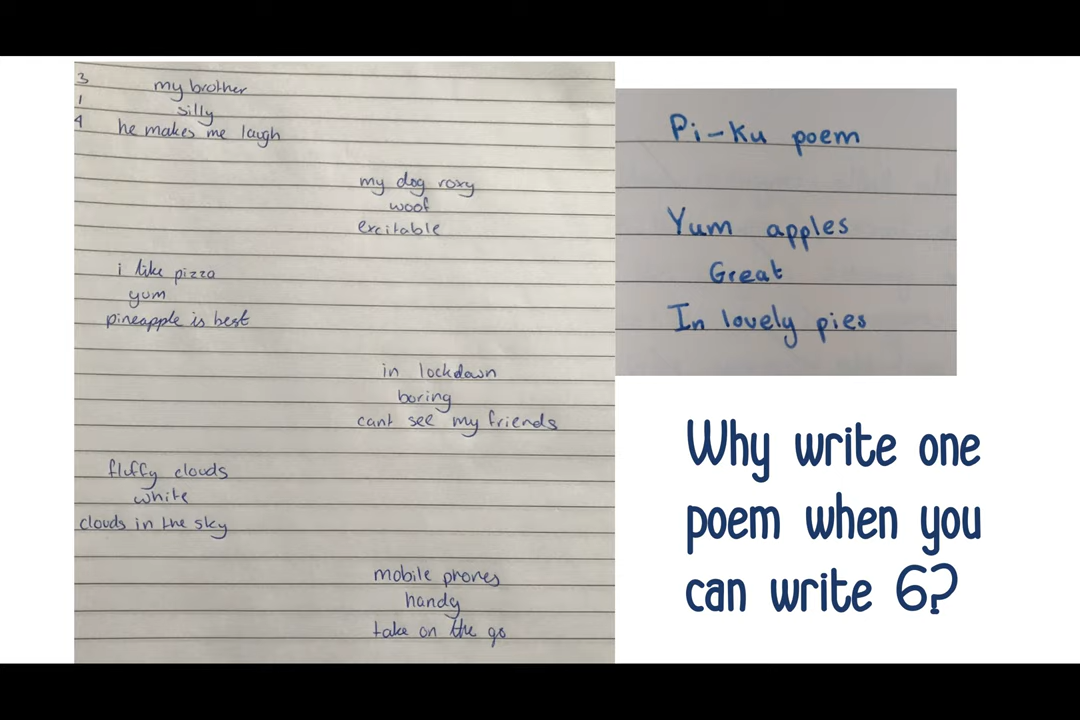 3
my brother
1
silly
4
he makes me laugh
my dog roxy
woof
excitable
i like pizza
yum
pineapple is best
in lockdown
boring
cant see my friends
fluffy clouds
white
clouds in the sky
mobile phones
handy
take on the go
Pi-Ku poem
Yum apples
Great
In lovely pies
Why write one
poem when you
can write 6?